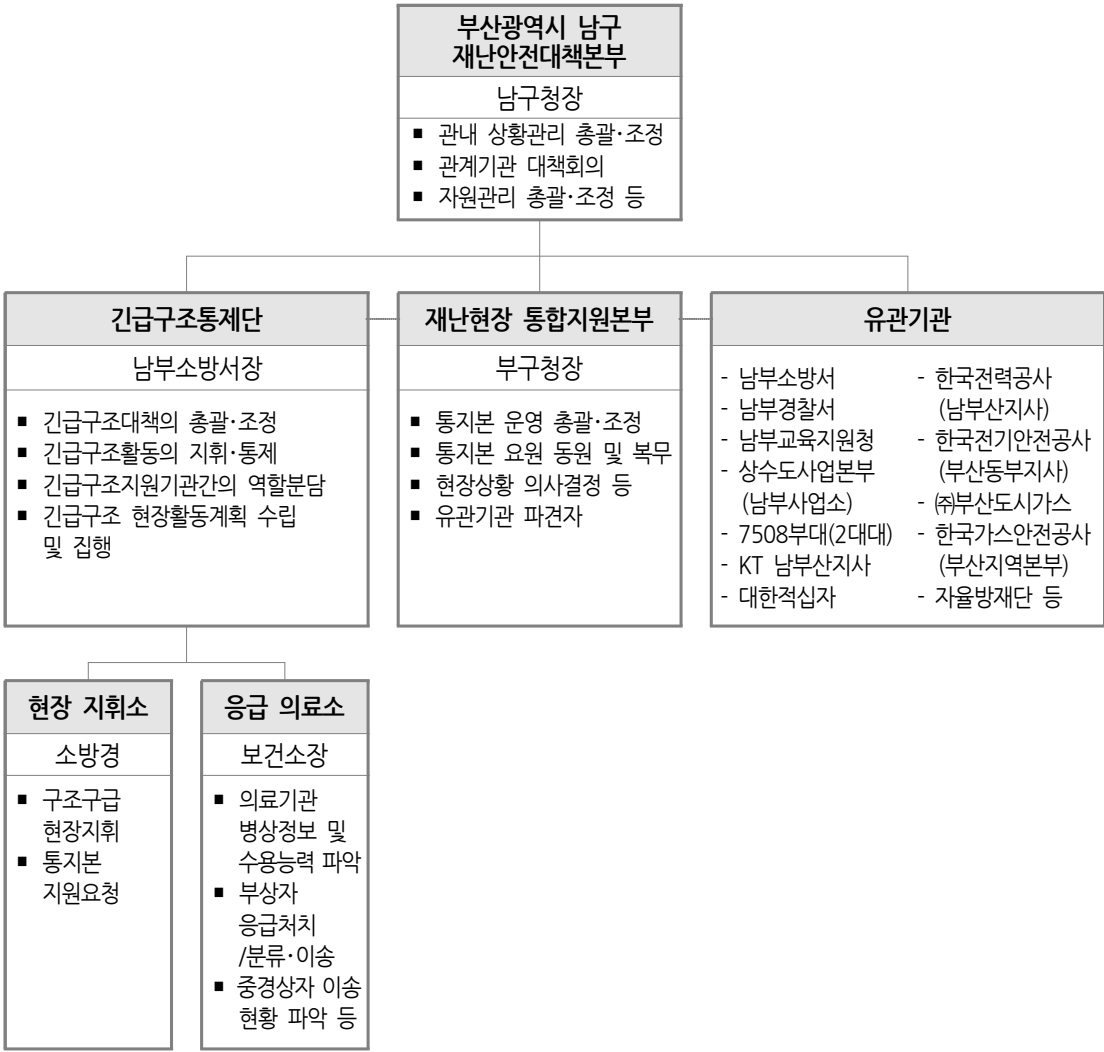 부산광역시 남구
재난안전대책본부
남구청장
■ 관내 상황관리 총괄·조정
■ 관계기관 대책회의
■ 자원관리 총괄·조정 등
긴급구조통제단
남부소방서장
■ 긴급구조대책의 총괄·조정
■ 긴급구조활동의 지휘·통제
■ 긴급구조지원기관간의 역할분담
■ 긴급구조 현장활동계획 수립
및 집행
재난현장 통합지원본부
부구청장
■ 통지본 운영 총괄·조정
■ 통지본 요원 동원 및 복무
■ 현장상황 의사결정 등
■ 유관기관 파견자
유관기관
- 남부소방서
- 남부경찰서
- 남부교육지원청
- 상수도사업본부
(남부사업소)
- 7508부대(2대대)
- KT 남부산지사
- 대한적십자
- 한국전력공사
(남부산지사)
- 한국전기안전공사
(부산동부지사)
- ㈜부산도시가스
- 한국가스안전공사
(부산지역본부)
- 자율방재단 등
현장 지휘소
소방경
■ 구조구급
현장지휘
■ 통지본
지원요청
응급 의료소
보건소장
■ 의료기관
병상정보 및
수용능력 파악
■ 부상자
응급처치
/분류·이송
■ 중경상자 이송
현황 파악 등